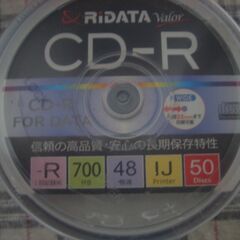 RiDATA Valor
CD-R
CD-R
FOR DATA
WIDE
信頼の高品質・安心の長期保存特性
-R
700
48
IJ
Printer
50
Discs